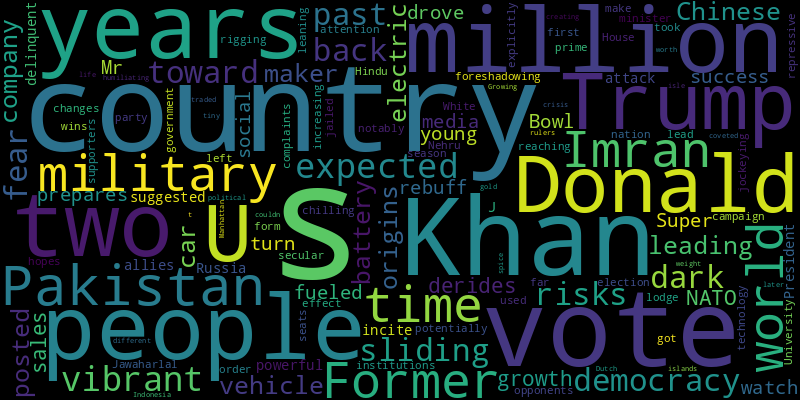 years
million
past
drove
Chinese
back
electric
explicitly
make
minister
took
first
prime
House
creating
worth
repressive
delinquent
rigging
leaning
attention
company
Mr
toward
maker
Hindu
foreshadowing
Growing
attack
success
life
Humiliating
country
Trump
changes
wins
party
supporters
government
traded
tiny
social
complaints
increasing
jailed
notably
White
media
season
young
Nehru
Bowl
nation
lead
crisis
rulers
isle
coveted
reaching
jockeying
fear
military
left
expected
Imran
Donald
prepares
suggested
political
gold
rebuff
allies
two
U
S
Khan
vote
car
t
Manhattan
couldn
form
secular
chilling
battery
origins
J
Super
campaign
leading
world
President
turn
hopes
Russia
Pakistan
fueled
effect
time
derides
spice
far
used
election
risks
dark
weight
NATO
lodge
later
University
technology
posted
sales
people
seats
incite
potentially
got
different
Jawaharlal
sliding
institutions
vibrant
order
powerful
vehicle
Indonesia
Former
growth
opponents
Dutch
islands
democracy
watch